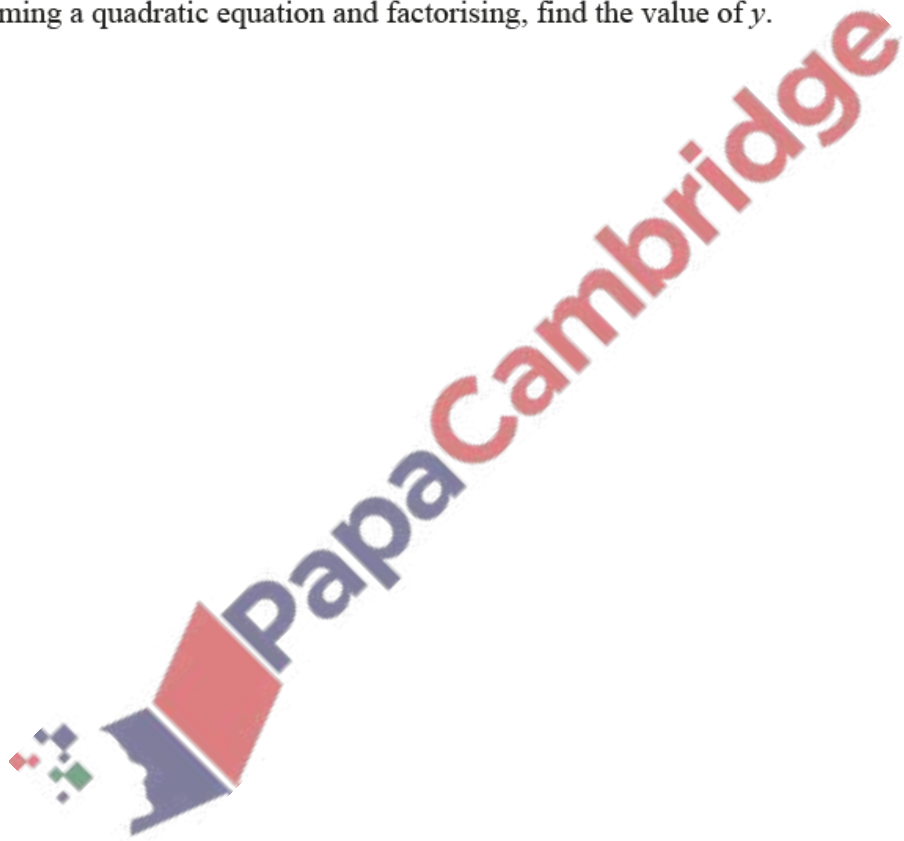 ming a quadratic equation and factorising, find the value of y.
PapaCambridge